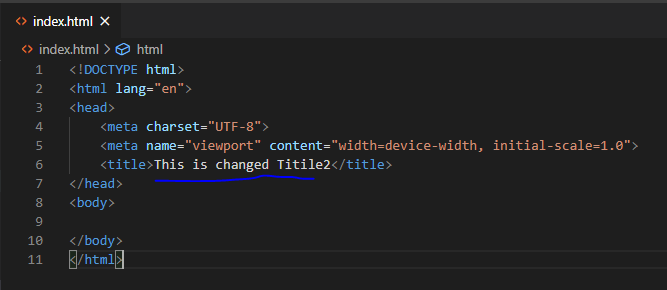 index.html
index.html > html
1 <!DOCTYPE html>
2 <html lang="en">
3 <head>
4     <meta charset="UTF-8">
5     <meta name="viewport" content="width=device-width, initial-scale=1.0">
6     <title>This is changed Titile2</title>
7 </head>
8 <body>
9
10 </body>
11 </html>